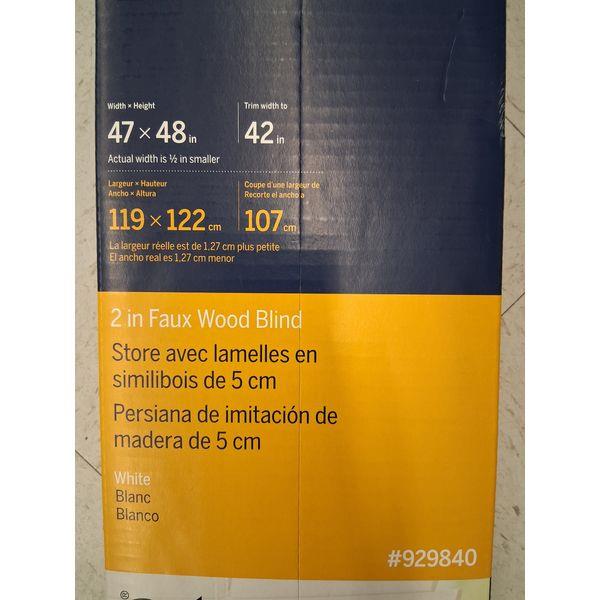 Width × Height
47 × 48 in
Actual width is ½ in smaller
Trim width to
42 in
Largeur × Hauteur
Ancho × Altura
119 × 122 cm
La largeur réelle est de 1,27 cm plus petite
El ancho real es 1,27 cm menor
Coupe d'une largeur de
Recorte el ancho a
107 cm
2 in Faux Wood Blind
Store avec lamelles en
similibois de 5 cm
Persiana de imitación de
madera de 5 cm
White
Blanc
Blanco
#929840